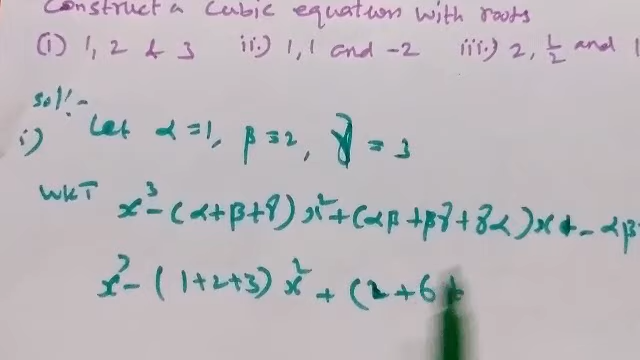 Construct a Cubic equation with roots
(i) 1, 2 & 3 ii.) 1, 1 and -2 iii.) 2, 1/2 and 1
sol!-
i) Let α = 1, β = 2, γ = 3
WKT x³ - (α+β+γ) x² + (αβ + βγ + γα) x + - αβ
x³ - (1+2+3) x² + (2 + 6 +